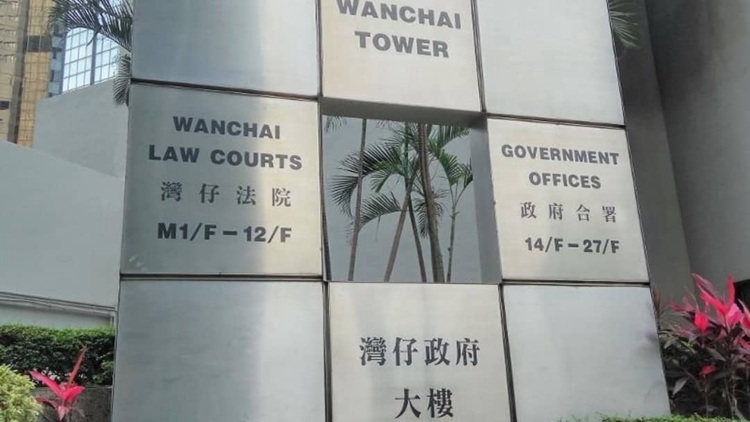 WANCHAI
TOWER
WANCHAI
LAW COURTS
灣仔法院
M1/F – 12/F
GOVERNMENT
OFFICES
政府合署
14/F – 27/F
灣仔政府
大樓